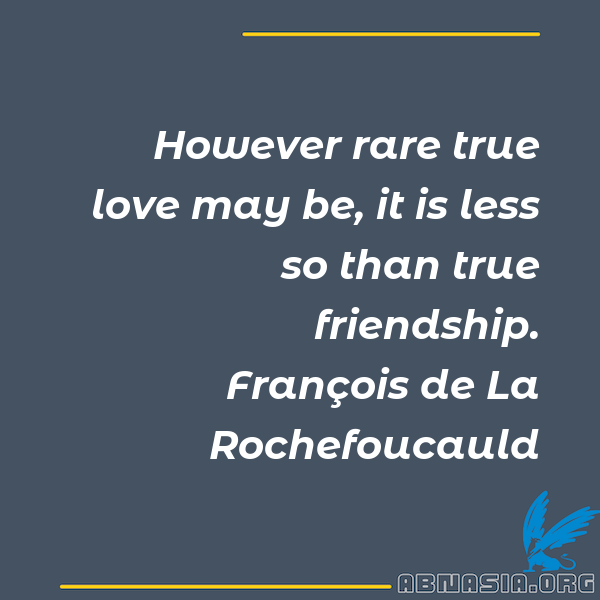 However rare true
love may be, it is less
so than true
friendship.
François de La
Rochefoucauld
ABNASIA.ORG